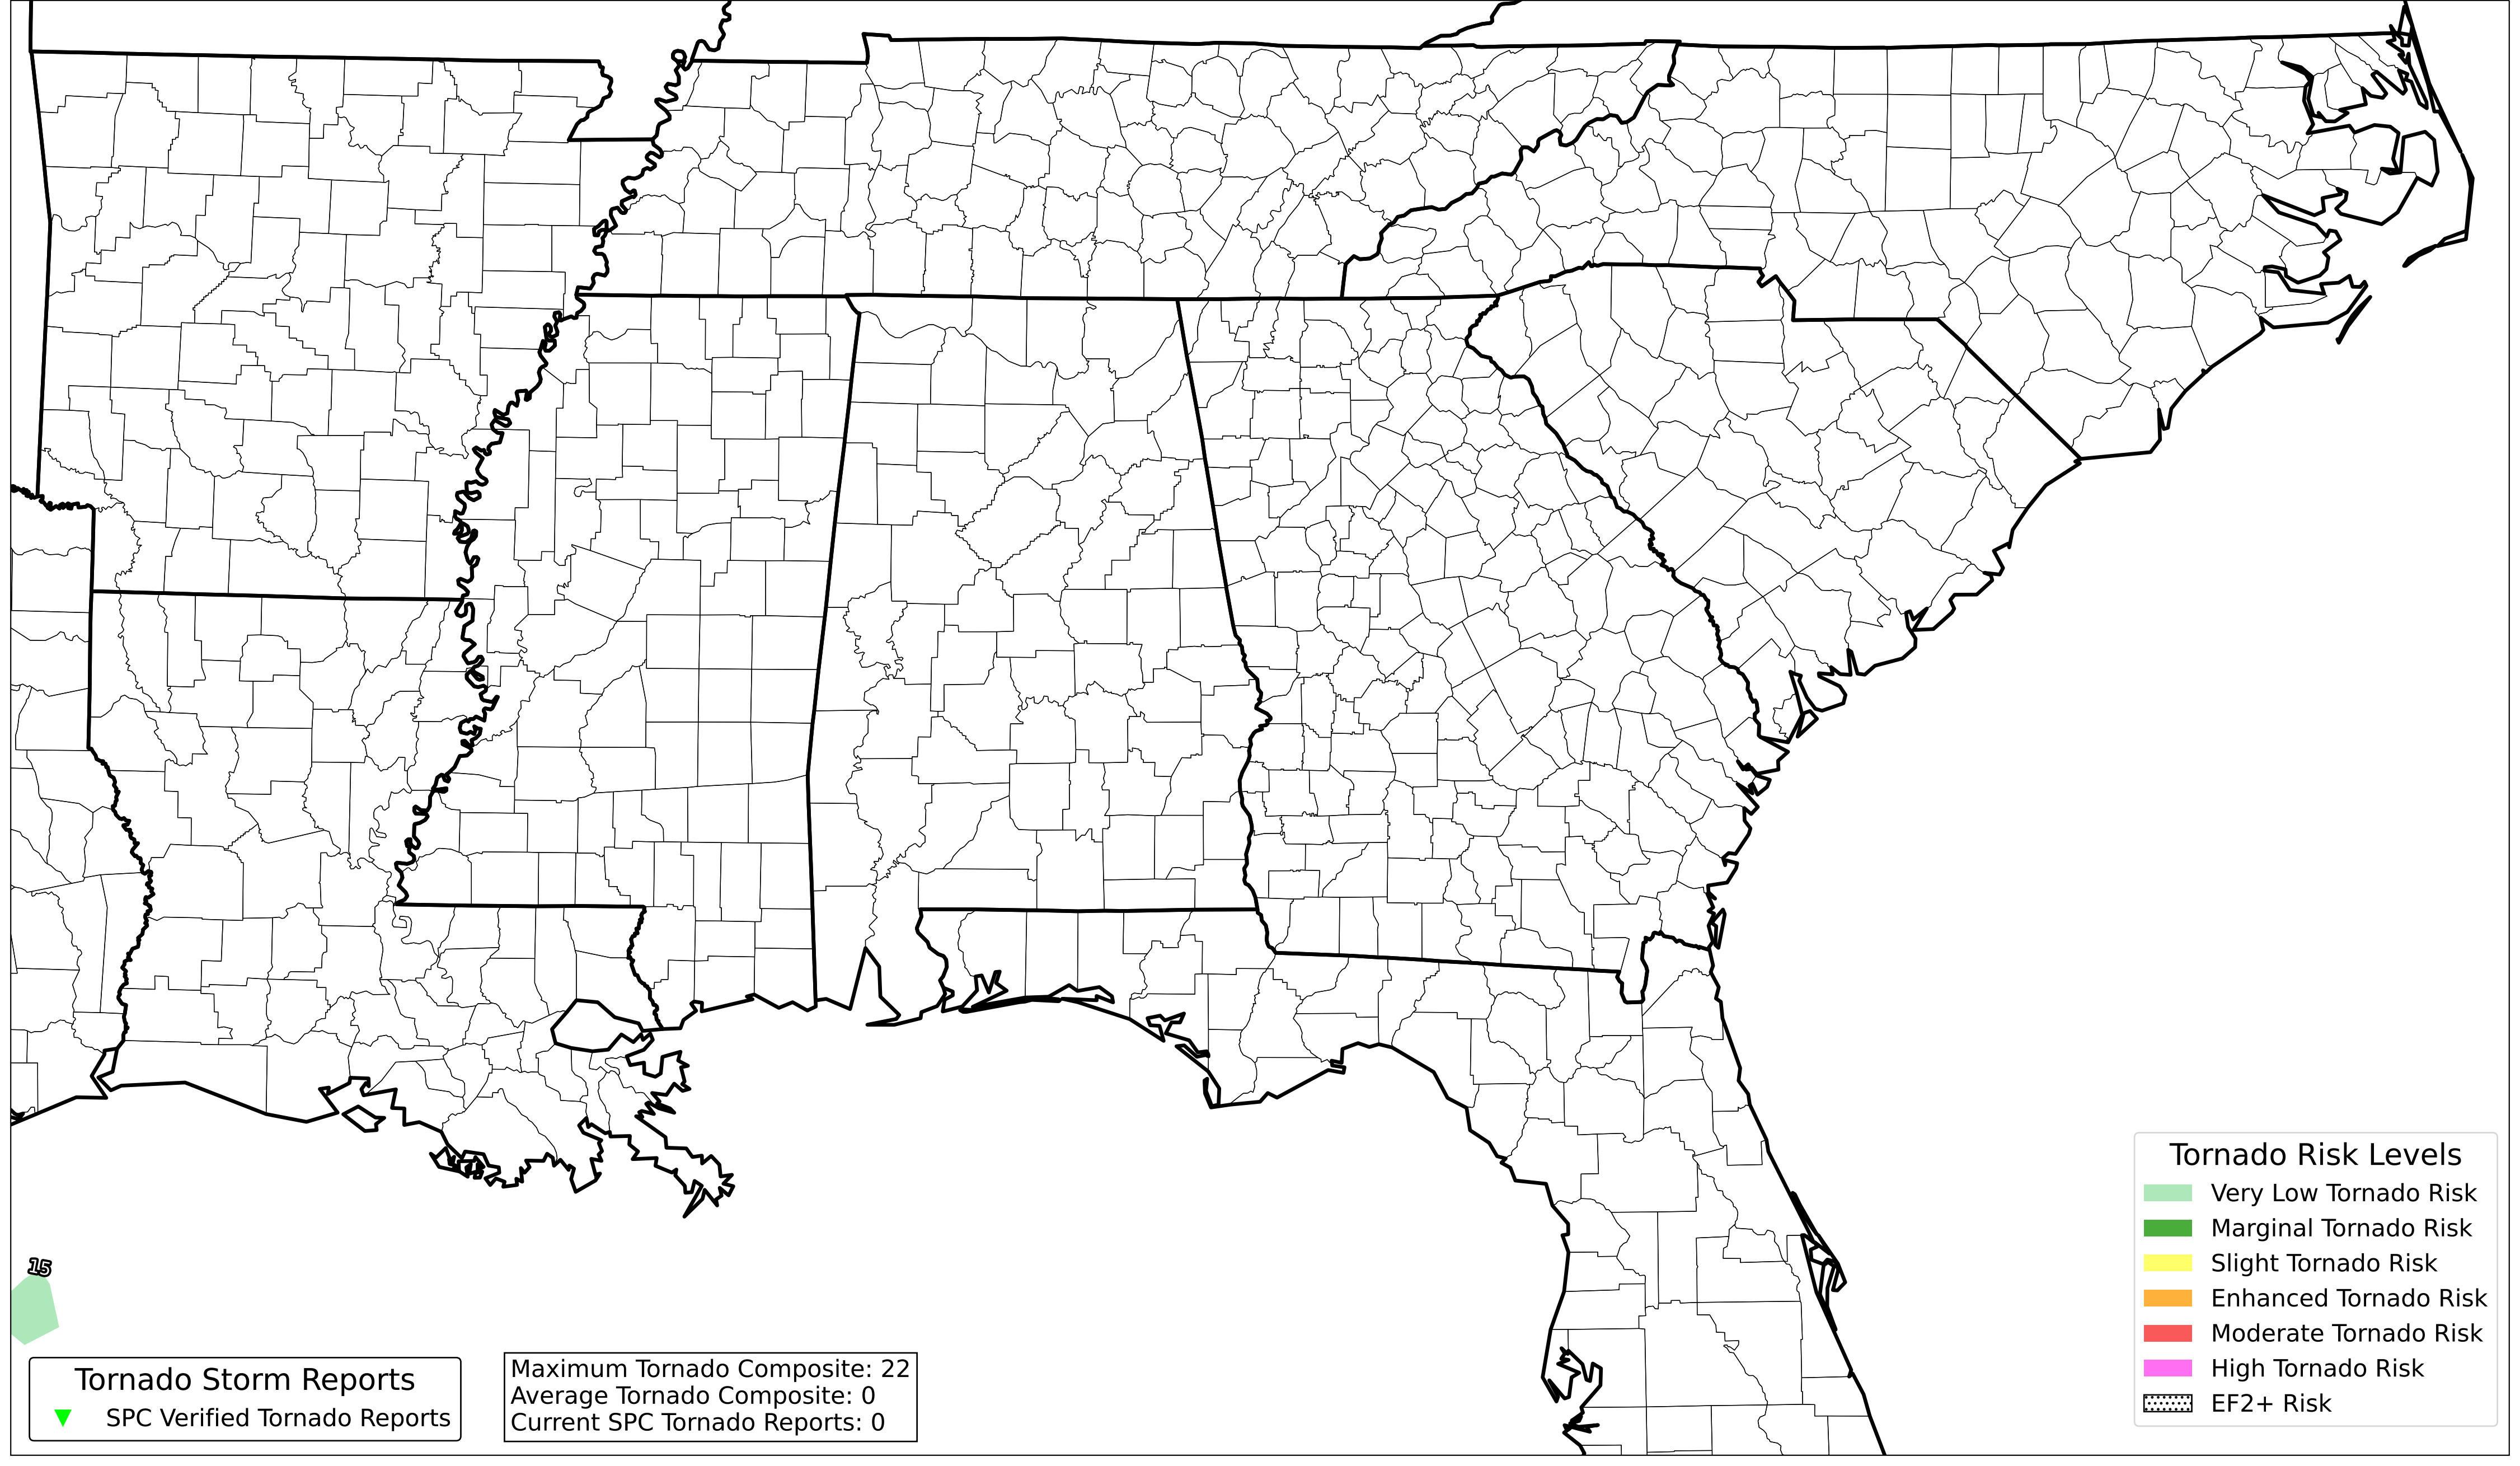 15
Tornado Storm Reports
SPC Verified Tornado Reports
Maximum Tornado Composite: 22
Average Tornado Composite: 0
Current SPC Tornado Reports: 0
Tornado Risk Levels
Very Low Tornado Risk
Marginal Tornado Risk
Slight Tornado Risk
Enhanced Tornado Risk
Moderate Tornado Risk
High Tornado Risk
EF2+ Risk